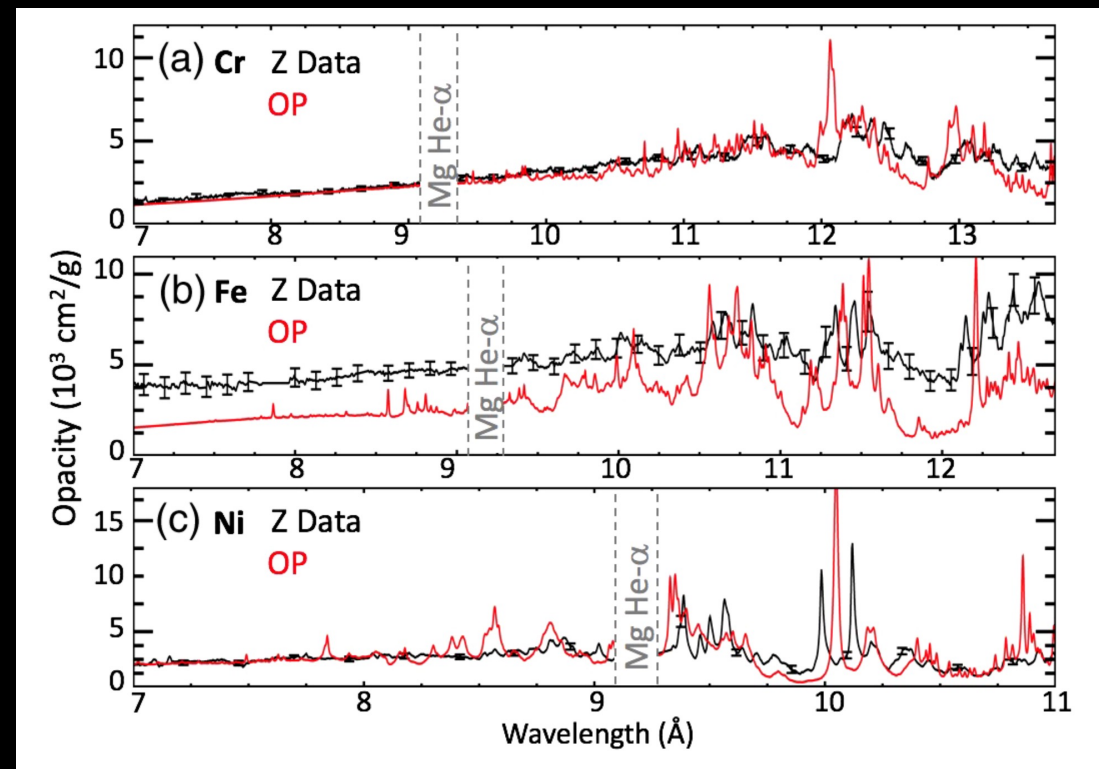 (a) Cr Z Data
OP
Mg He-α
10
5
0
7 8 9 10 11 12 13
(b) Fe Z Data
OP
Mg He-α
10
5
0
7 8 9 10 11 12
(c) Ni Z Data
OP
Mg He-α
15
10
5
0
7 8 9 10 11
Opacity (10³ cm²/g)
Wavelength (Å)